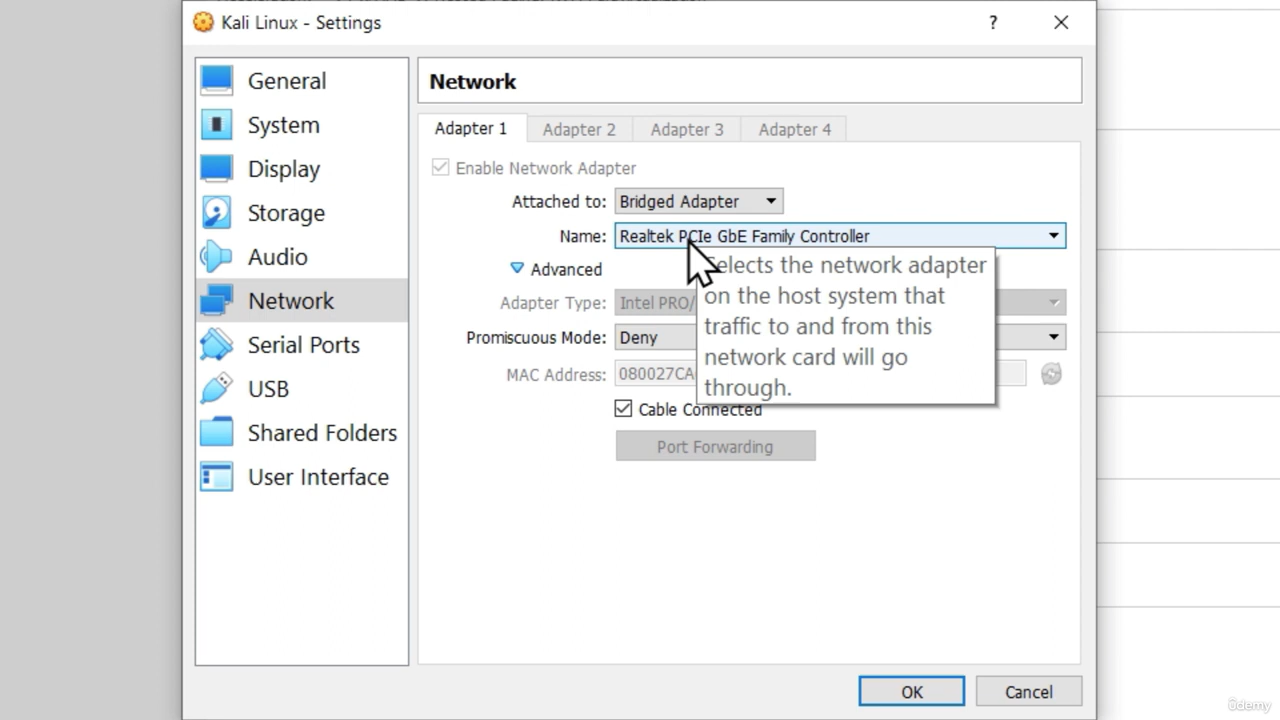 Kali Linux - Settings
?
General
System
Display
Storage
Audio
Network
Serial Ports
USB
Shared Folders
User Interface
Network
Adapter 1
Adapter 2
Adapter 3
Adapter 4
Enable Network Adapter
Attached to: Bridged Adapter
Name: Realtek PCIe GbE Family Controller
Advanced
Adapter Type: Intel PRO/
Promiscuous Mode: Deny
MAC Address: 080027CA
Cable Connected
Port Forwarding
Selects the network adapter
on the host system that
traffic to and from this
network card will go
through.
OK
Cancel
ûdemy